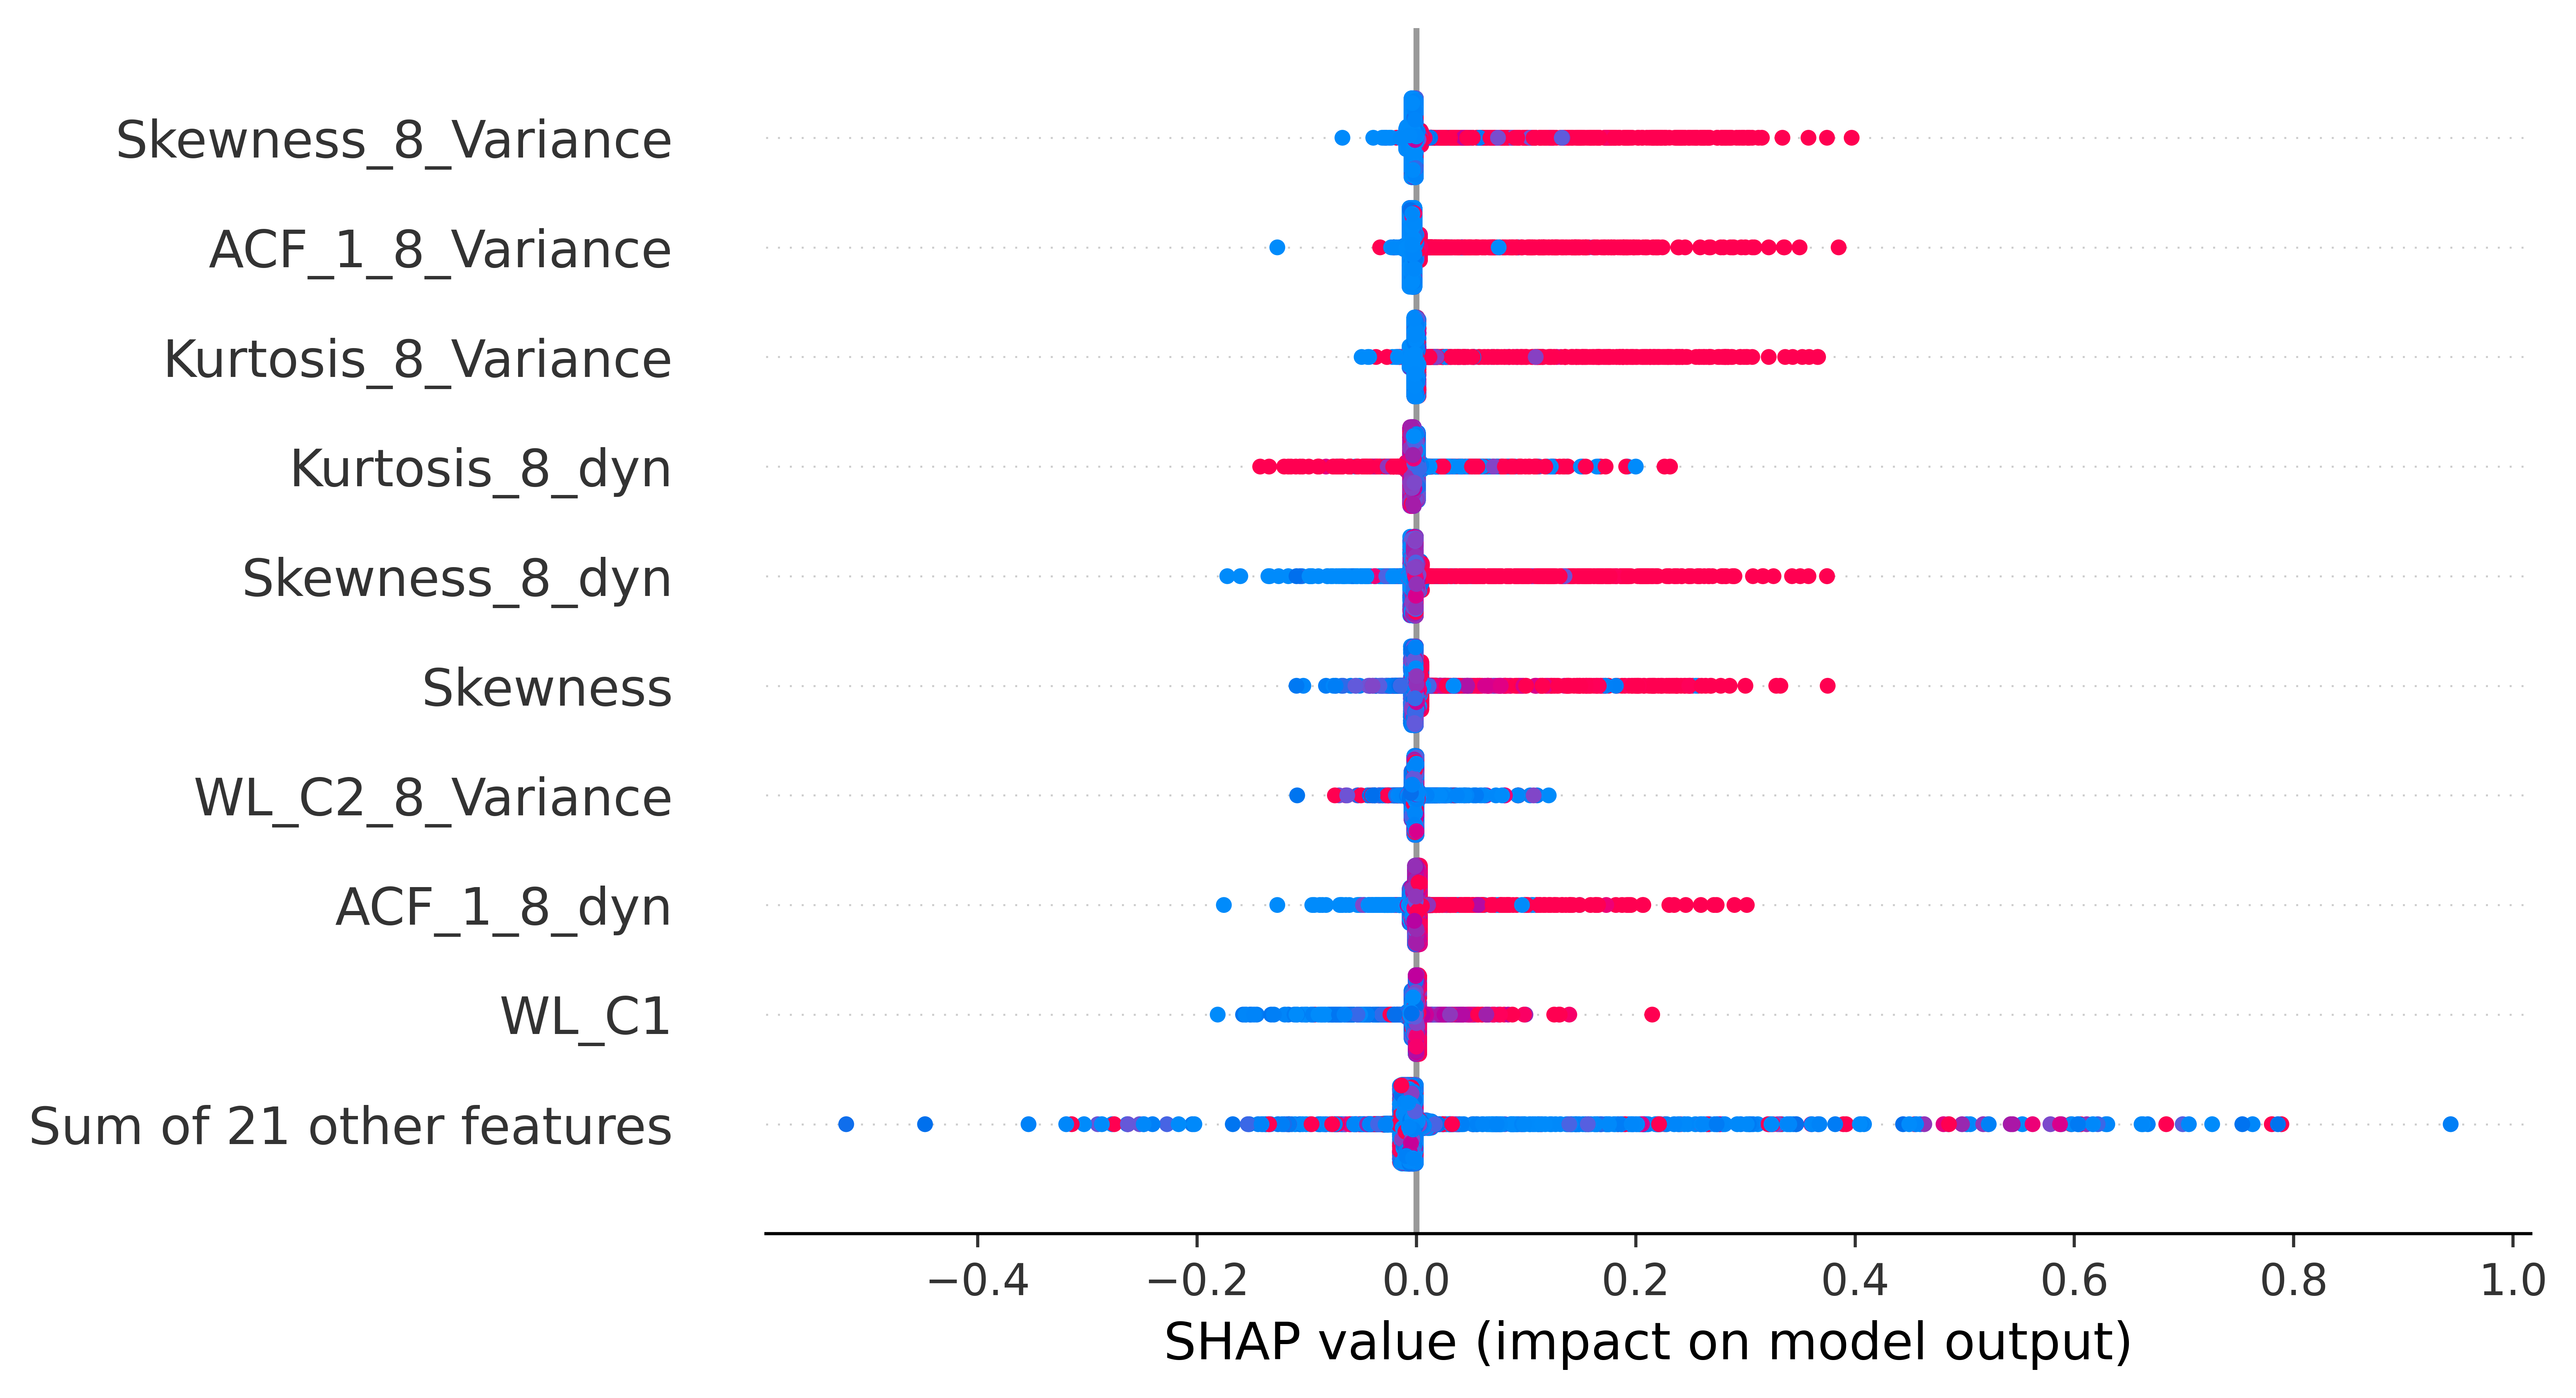 Skewness_8_Variance
ACF_1_8_Variance
Kurtosis_8_Variance
Kurtosis_8_dyn
Skewness_8_dyn
Skewness
WL_C2_8_Variance
ACF_1_8_dyn
WL_C1
Sum of 21 other features
−0.4 −0.2 0.0 0.2 0.4 0.6 0.8 1.0
SHAP value (impact on model output)